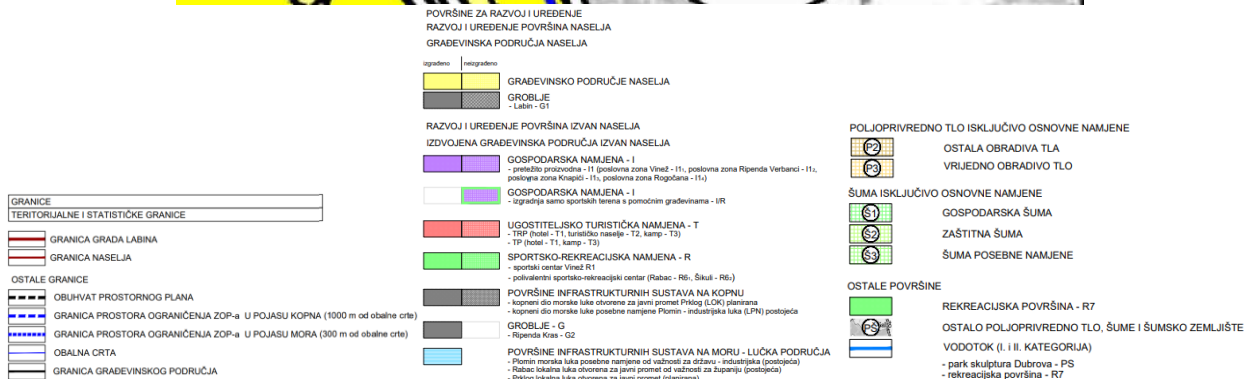 GRANICE
TERITORIJALNE I STATISTIČKE GRANICE
GRANICA GRADA LABINA
GRANICA NASELJA
OSTALE GRANICE
OBUHVAT PROSTORNOG PLANA
GRANICA PROSTORA OGRANIČENJA ZOP-a U POJASU KOPNA (1000 m od obalne crte)
GRANICA PROSTORA OGRANIČENJA ZOP-a U POJASU MORA (300 m od obalne crte)
OBALNA CRTA
GRANICA GRAĐEVINSKOG PODRUČJA
POVRŠINE ZA RAZVOJ I UREĐENJE
RAZVOJ I UREĐENJE POVRŠINA NASELJA
GRAĐEVINSKA PODRUČJA NASELJA
izgrađeno neizgrađeno
GRAĐEVINSKO PODRUČJE NASELJA
GROBLJE
- Labin - G1
RAZVOJ I UREĐENJE POVRŠINA IZVAN NASELJA
IZDVOJENA GRAĐEVINSKA PODRUČJA IZVAN NASELJA
GOSPODARSKA NAMJENA - I
- pretežito proizvodna - I1 (poslovna zona Vinež - I1₁, poslovna zona Ripenda Verbanci - I1₂,
poslovna zona Knapići - I1₃, poslovna zona Rogočana - I1₄)
GOSPODARSKA NAMJENA - I
- izgradnja samo sportskih terena s pomoćnim građevinama - I/R
UGOSTITELJSKO TURISTIČKA NAMJENA - T
- TRP (hotel - T1, turističko naselje - T2, kamp - T3)
- TP (hotel - T1, kamp - T3)
SPORTSKO-REKREACIJSKA NAMJENA - R
- sportski centar Vinež R1
- polivalentni sportsko-rekreacijski centar (Rabac - R6₁, Šikuli - R6₂)
POVRŠINE INFRASTRUKTURNIH SUSTAVA NA KOPNU
- kopneni dio morske luke otvorene za javni promet Prklog (LOK) planirana
- kopneni dio morske luke posebne namjene Plomin - industrijska luka (LPN) postojeća
GROBLJE - G
- Ripenda Kras - G2
POVRŠINE INFRASTRUKTURNIH SUSTAVA NA MORU - LUČKA PODRUČJA
- Plomin morska luka posebne namjene od važnosti za državu - industrijska (postojeća)
- Rabac lokalna luka otvorena za javni promet od važnosti za županiju (postojeća)
- Prklog lokalna luka otvorena za javni promet (planirana)
POLJOPRIVREDNO TLO ISKLJUČIVO OSNOVNE NAMJENE
P2 OSTALA OBRADIVA TLA
P3 VRIJEDNO OBRADIVO TLO
ŠUMA ISKLJUČIVO OSNOVNE NAMJENE
Š1 GOSPODARSKA ŠUMA
Š2 ZAŠTITNA ŠUMA
Š3 ŠUMA POSEBNE NAMJENE
OSTALE POVRŠINE
REKREACIJSKA POVRŠINA - R7
PŠ OSTALO POLJOPRIVREDNO TLO, ŠUME I ŠUMSKO ZEMLJIŠTE
VODOTOK (I. i II. KATEGORIJA)
- park skulptura Dubrova - PS
- rekreacijska površina - R7